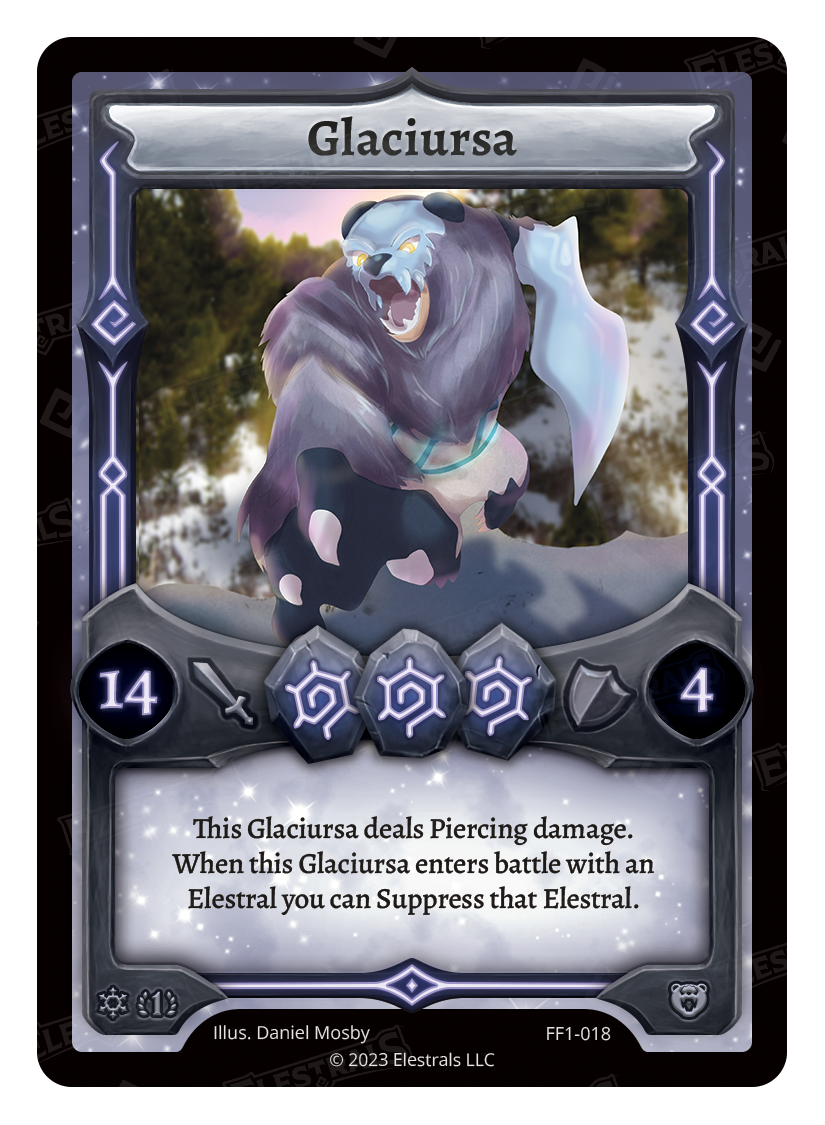 Glaciursa
14
4
This Glaciursa deals Piercing damage.
When this Glaciursa enters battle with an
Elestral you can Suppress that Elestral.
1
Illus. Daniel Mosby
FF1-018
© 2023 Elestrals LLC